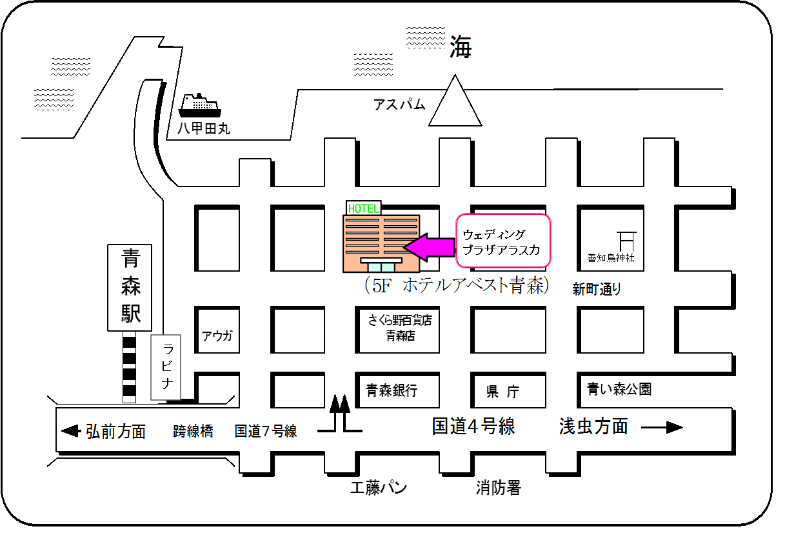 海
アスパム
八甲田丸
HOTEL
ウェディング
プラザアラスカ
善知鳥神社
(5F ホテルアベスト青森)
新町通り
青森駅
アウガ
ラビナ
さくら野百貨店
青森店
青森銀行
県庁
青い森公園
弘前方面
跨線橋
国道7号線
国道4号線
浅虫方面
工藤パン
消防署